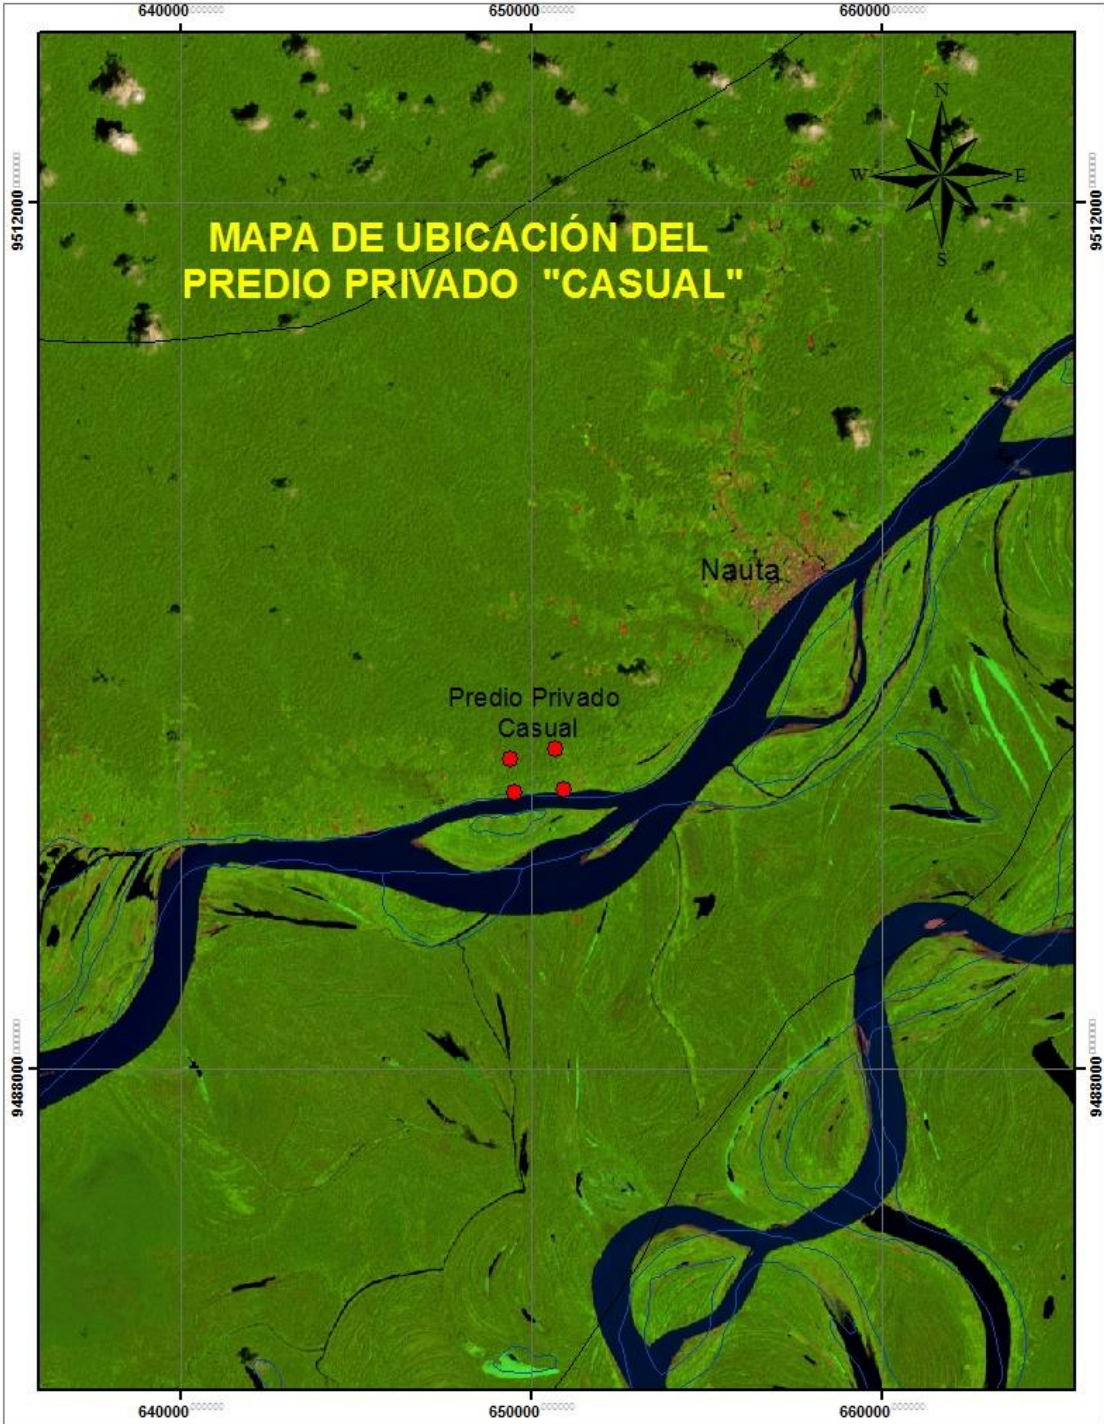 640000 650000 660000
N
W E
S
9512000 9512000
MAPA DE UBICACIÓN DEL
PREDIO PRIVADO "CASUAL"
Nauta
Predio Privado
Casual
9488000 9488000
640000 650000 660000